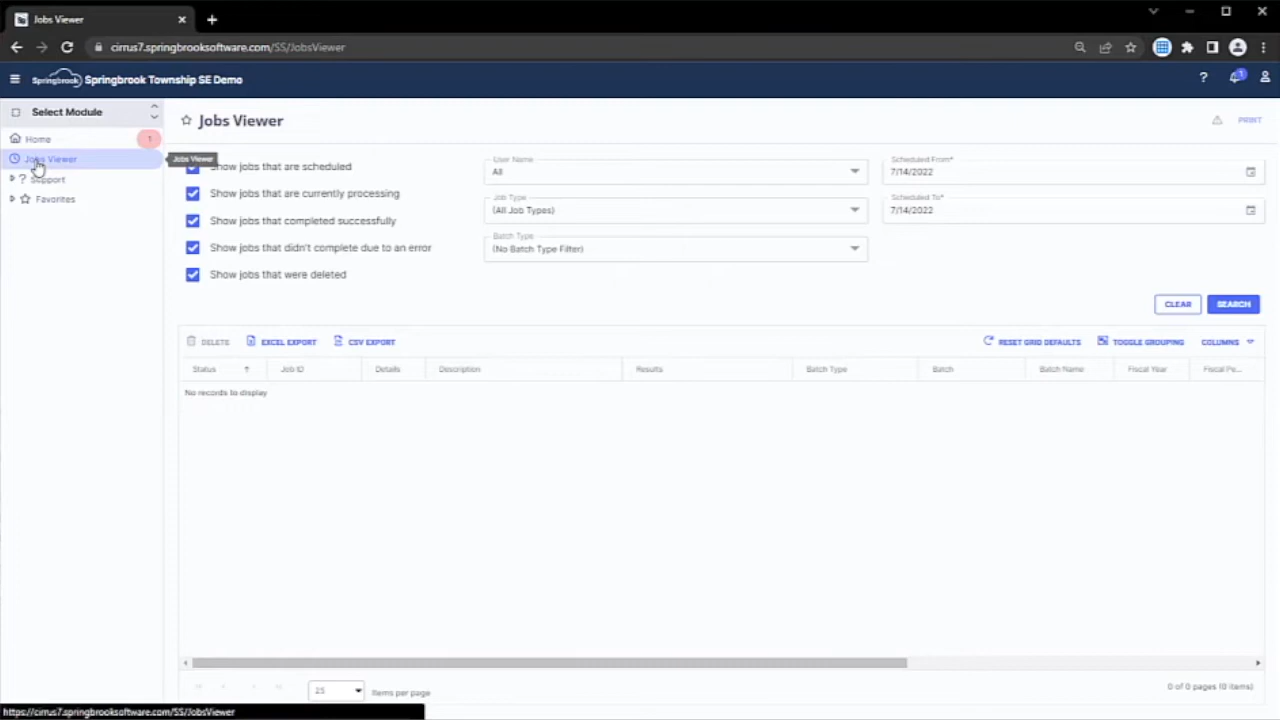 Jobs Viewer
cirrus7.springbrooksoftware.com/SS/JobsViewer
Springbrook Springbrook Township SE Demo
? 1
Select Module
Home 1
Jobs Viewer
Jobs Viewer
? Support
Favorites
Jobs Viewer
PRINT
Show jobs that are scheduled
Show jobs that are currently processing
Show jobs that completed successfully
Show jobs that didn't complete due to an error
Show jobs that were deleted
User Name
All
Job Type
(All Job Types)
Batch Type
(No Batch Type Filter)
Scheduled From*
7/14/2022
Scheduled To*
7/14/2022
CLEAR SEARCH
DELETE EXCEL EXPORT CSV EXPORT RESET GRID DEFAULTS TOGGLE GROUPING COLUMNS
Status Job ID Details Description Results Batch Type Batch Batch Name Fiscal Year Fiscal Pe...
No records to display
25 Items per page 0 of 0 pages (0 items)
https://cirrus7.springbrooksoftware.com/SS/JobsViewer